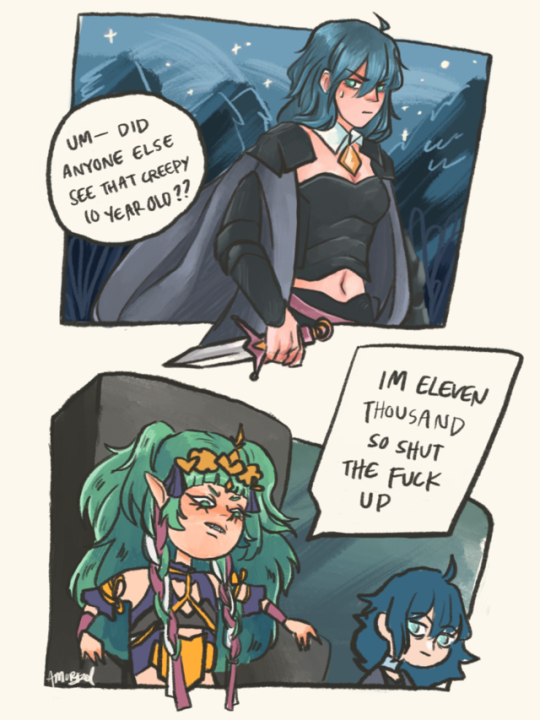 UM— DID
ANYONE ELSE
SEE THAT CREEPY
10 YEAR OLD??
IM ELEVEN
THOUSAND
SO SHUT
THE FUCK
UP